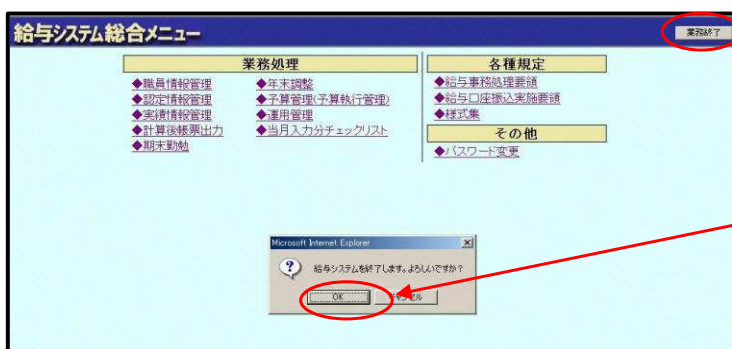 給与システム総合メニュー
業務終了
業務処理
◆職員情報管理
◆認定情報管理
◆実績情報管理
◆計算後帳票出力
◆期末勤勉
◆年末調整
◆予算管理(予算執行管理)
◆運用管理
◆当月入力分チェックリスト
各種規定
◆給与事務処理要領
◆給与口座振込実施要領
◆様式集
その他
◆パスワード変更
Microsoft Internet Explorer
給与システムを終了します。よろしいですか?
OK
キャンセル